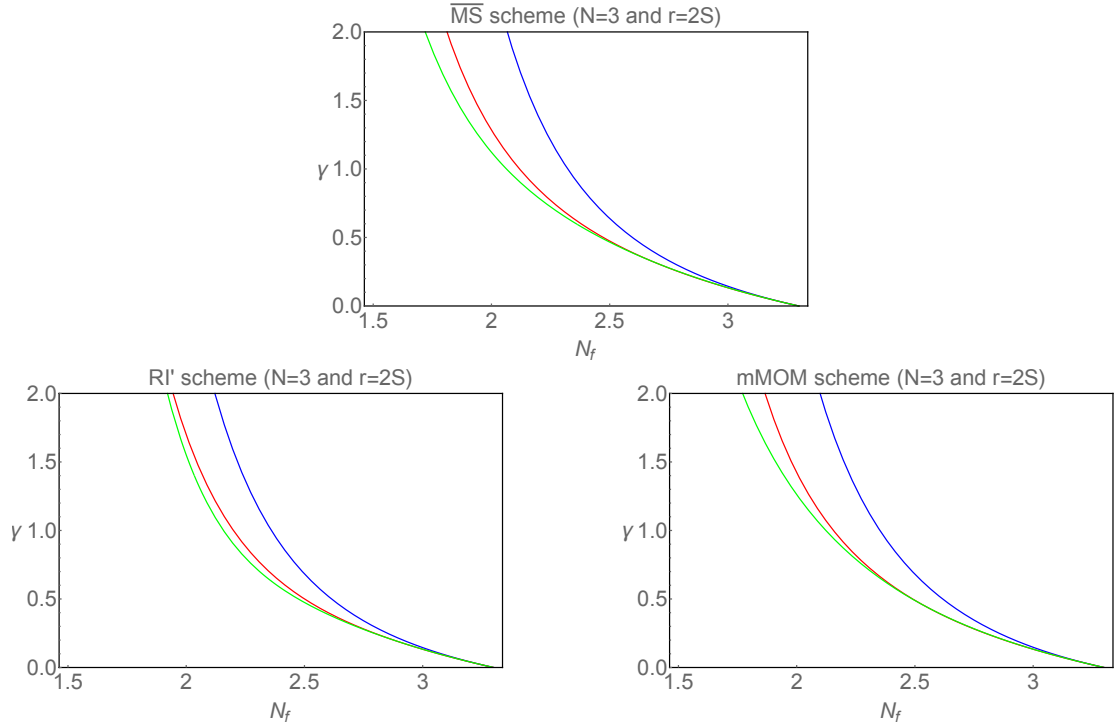 M̅S̅ scheme (N=3 and r=2S)
2.0
1.5
γ 1.0
0.5
0.0
1.5 2 2.5 3
N_f
RI' scheme (N=3 and r=2S)
2.0
1.5
γ 1.0
0.5
0.0
1.5 2 2.5 3
N_f
mMOM scheme (N=3 and r=2S)
2.0
1.5
γ 1.0
0.5
0.0
1.5 2 2.5 3
N_f